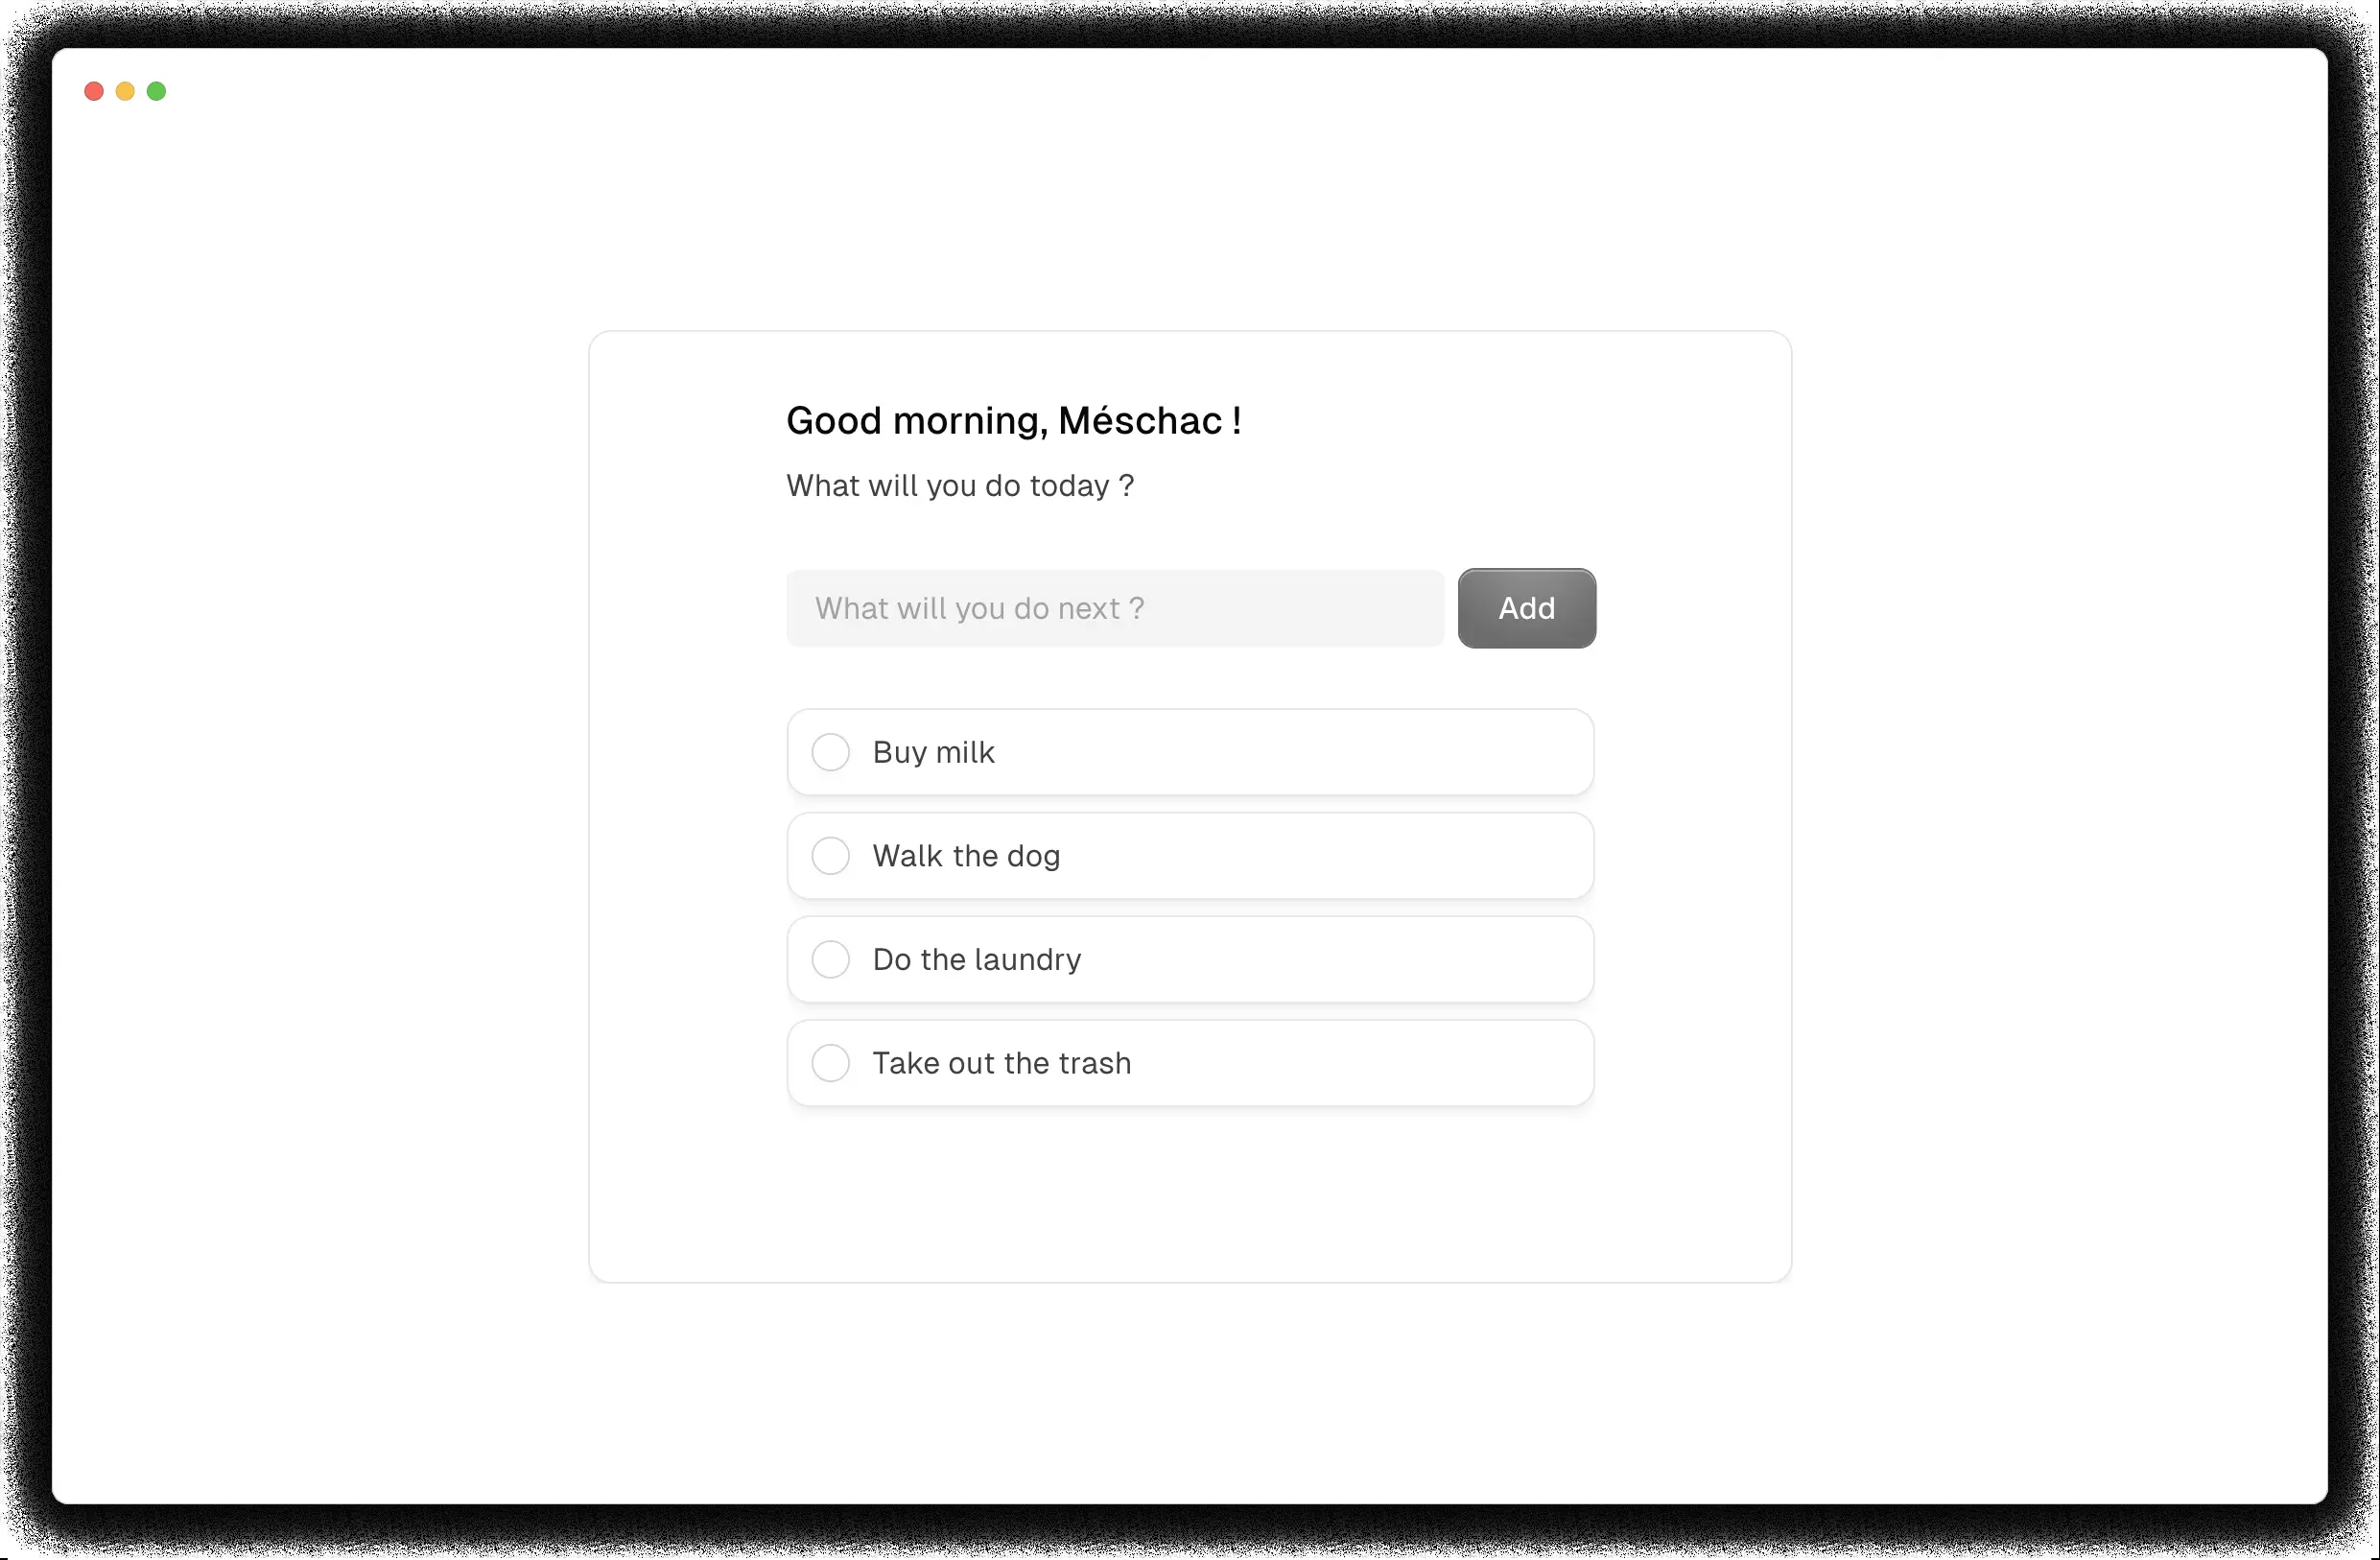 Good morning, Méschac !
What will you do today ?
What will you do next ?
Add
Buy milk
Walk the dog
Do the laundry
Take out the trash